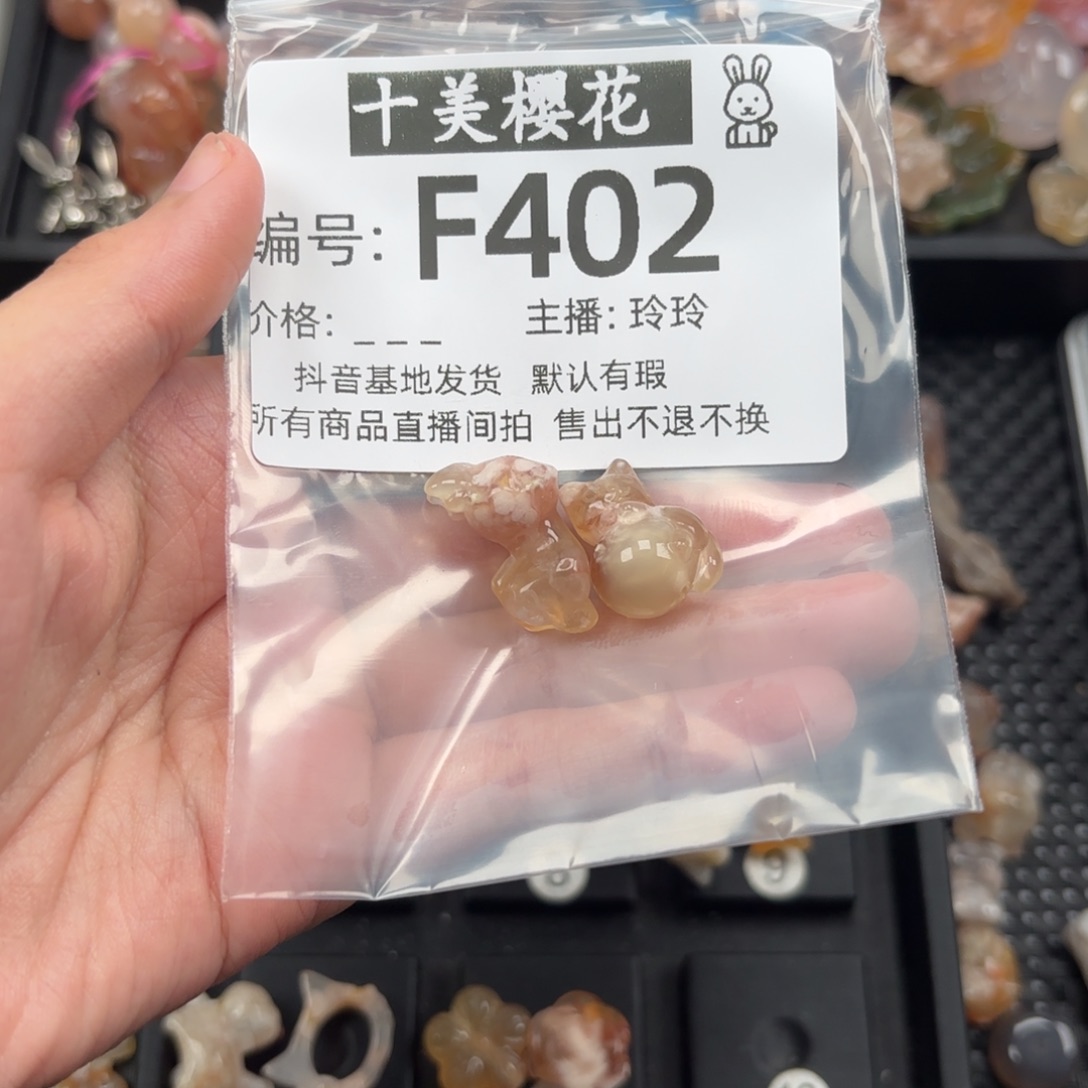 十美樱花
编号: F402
价格: _ _ _ 主播: 玲玲
抖音基地发货 默认有瑕
所有商品直播间拍 售出不退不换
9